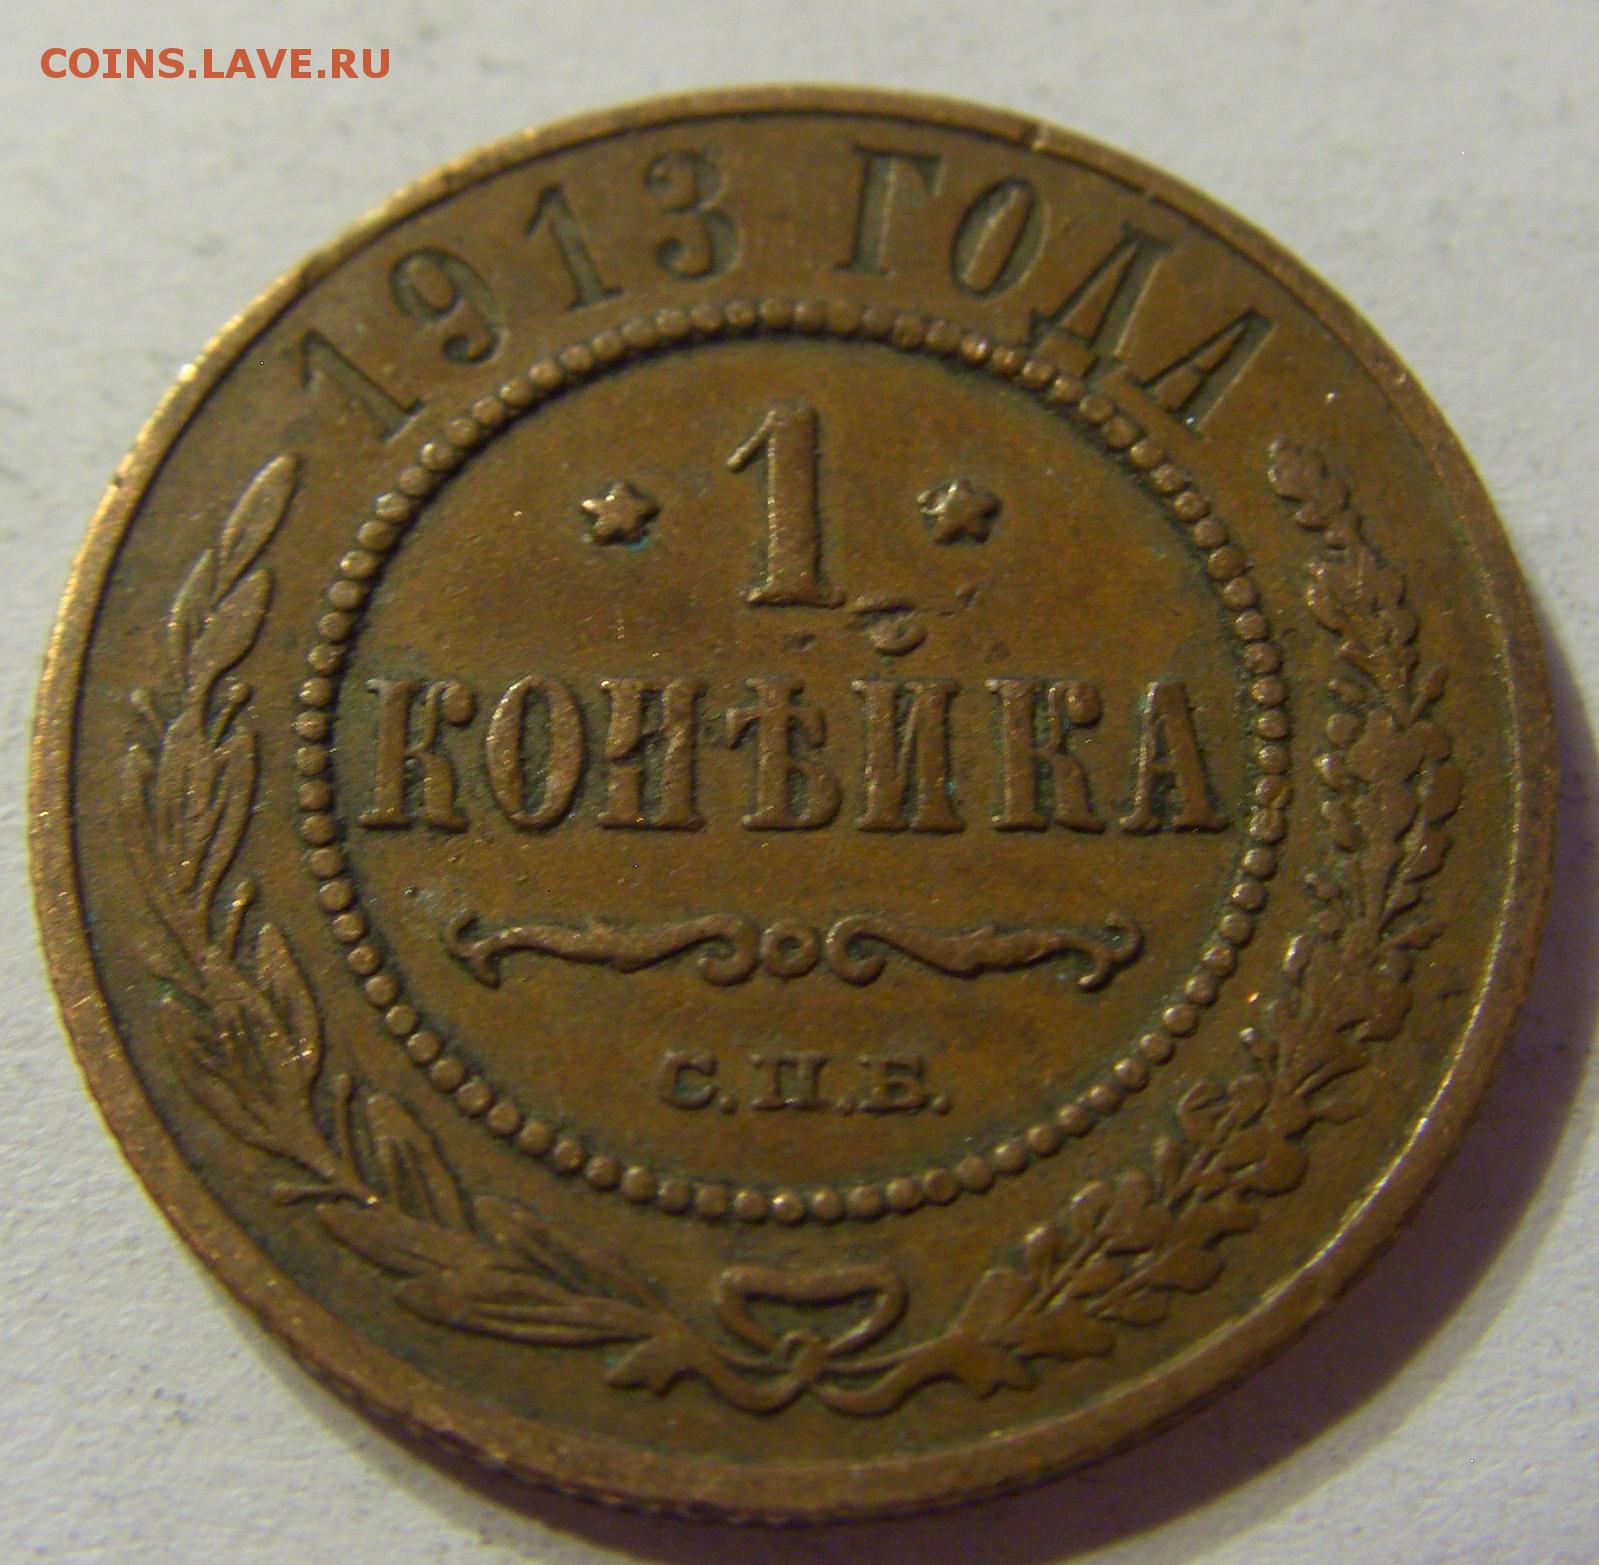 COINS.LAVE.RU
1913 ГОДА
* 1 *
КОПѢЙКА
С.П.Б.